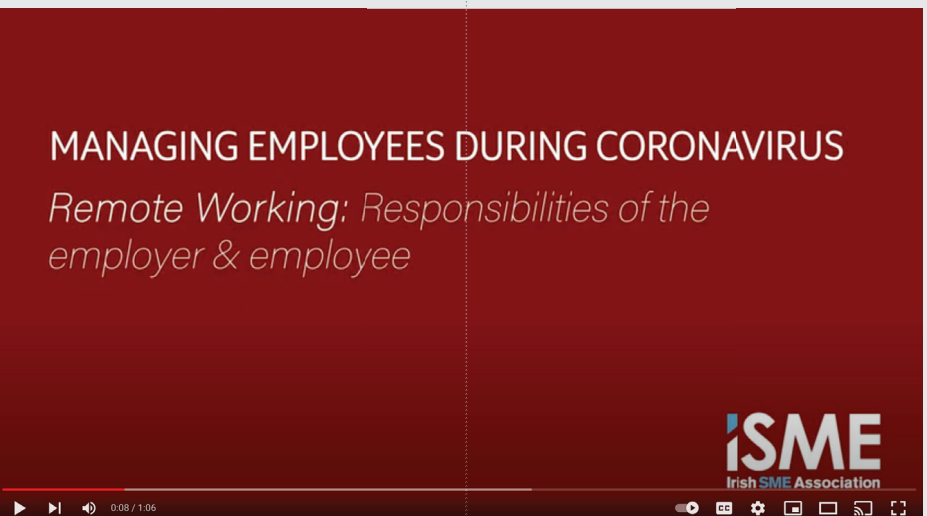 MANAGING EMPLOYEES DURING CORONAVIRUS
Remote Working: Responsibilities of the
employer & employee
iSME
Irish SME Association
0:08 / 1:06
CC